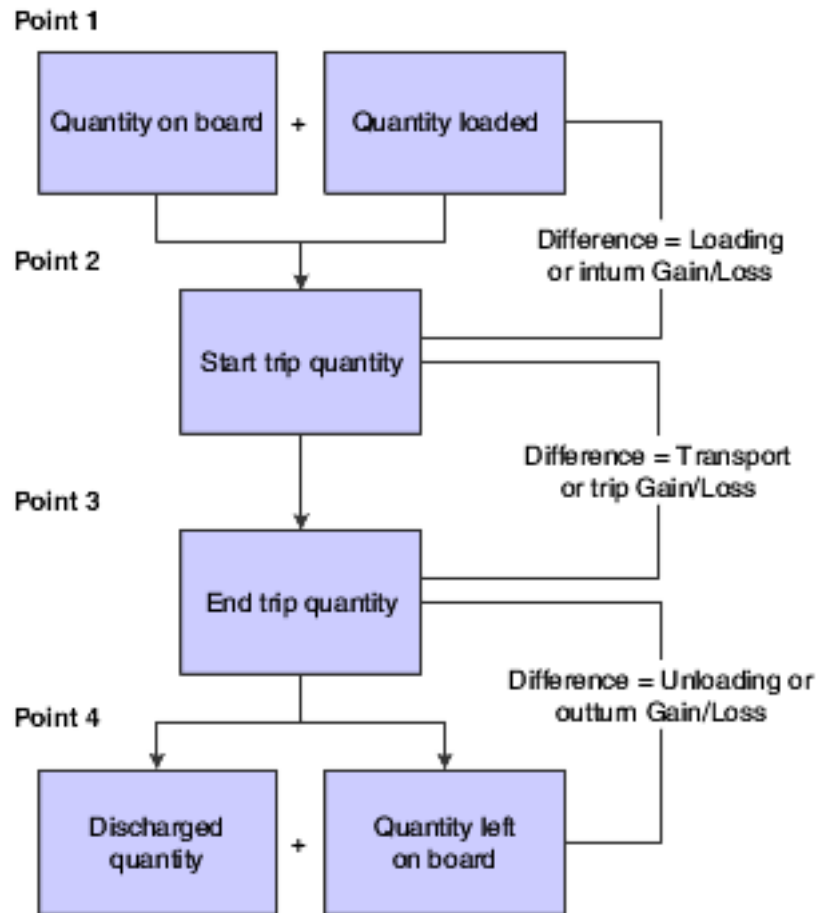 Point 1
Quantity on board
+
Quantity loaded
Difference = Loading
or inturn Gain/Loss
Point 2
Start trip quantity
Difference = Transport
or trip Gain/Loss
Point 3
End trip quantity
Difference = Unloading or
outturn Gain/Loss
Point 4
Discharged
quantity
+
Quantity left
on board